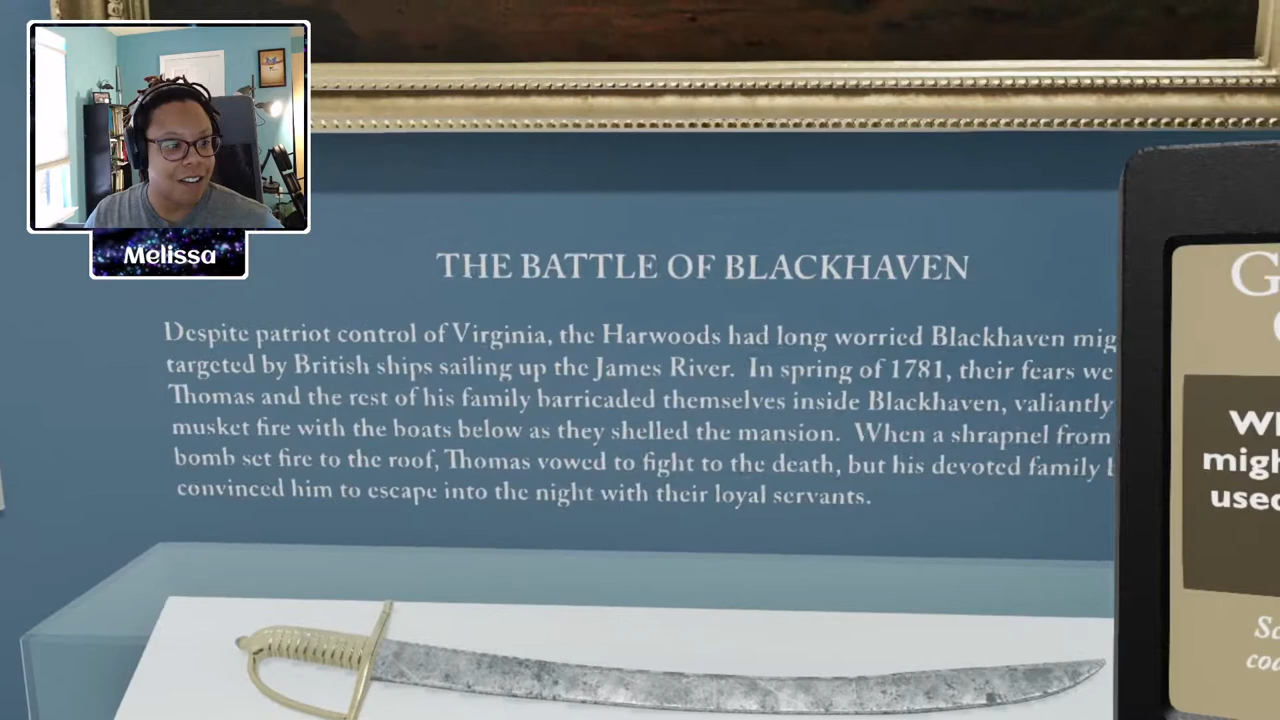 Melissa
THE BATTLE OF BLACKHAVEN
Despite patriot control of Virginia, the Harwoods had long worried Blackhaven mig
targeted by British ships sailing up the James River. In spring of 1781, their fears we
Thomas and the rest of his family barricaded themselves inside Blackhaven, valiantly
musket fire with the boats below as they shelled the mansion. When a shrapnel from
bomb set fire to the roof, Thomas vowed to fight to the death, but his devoted family
convinced him to escape into the night with their loyal servants.
G
migh
used